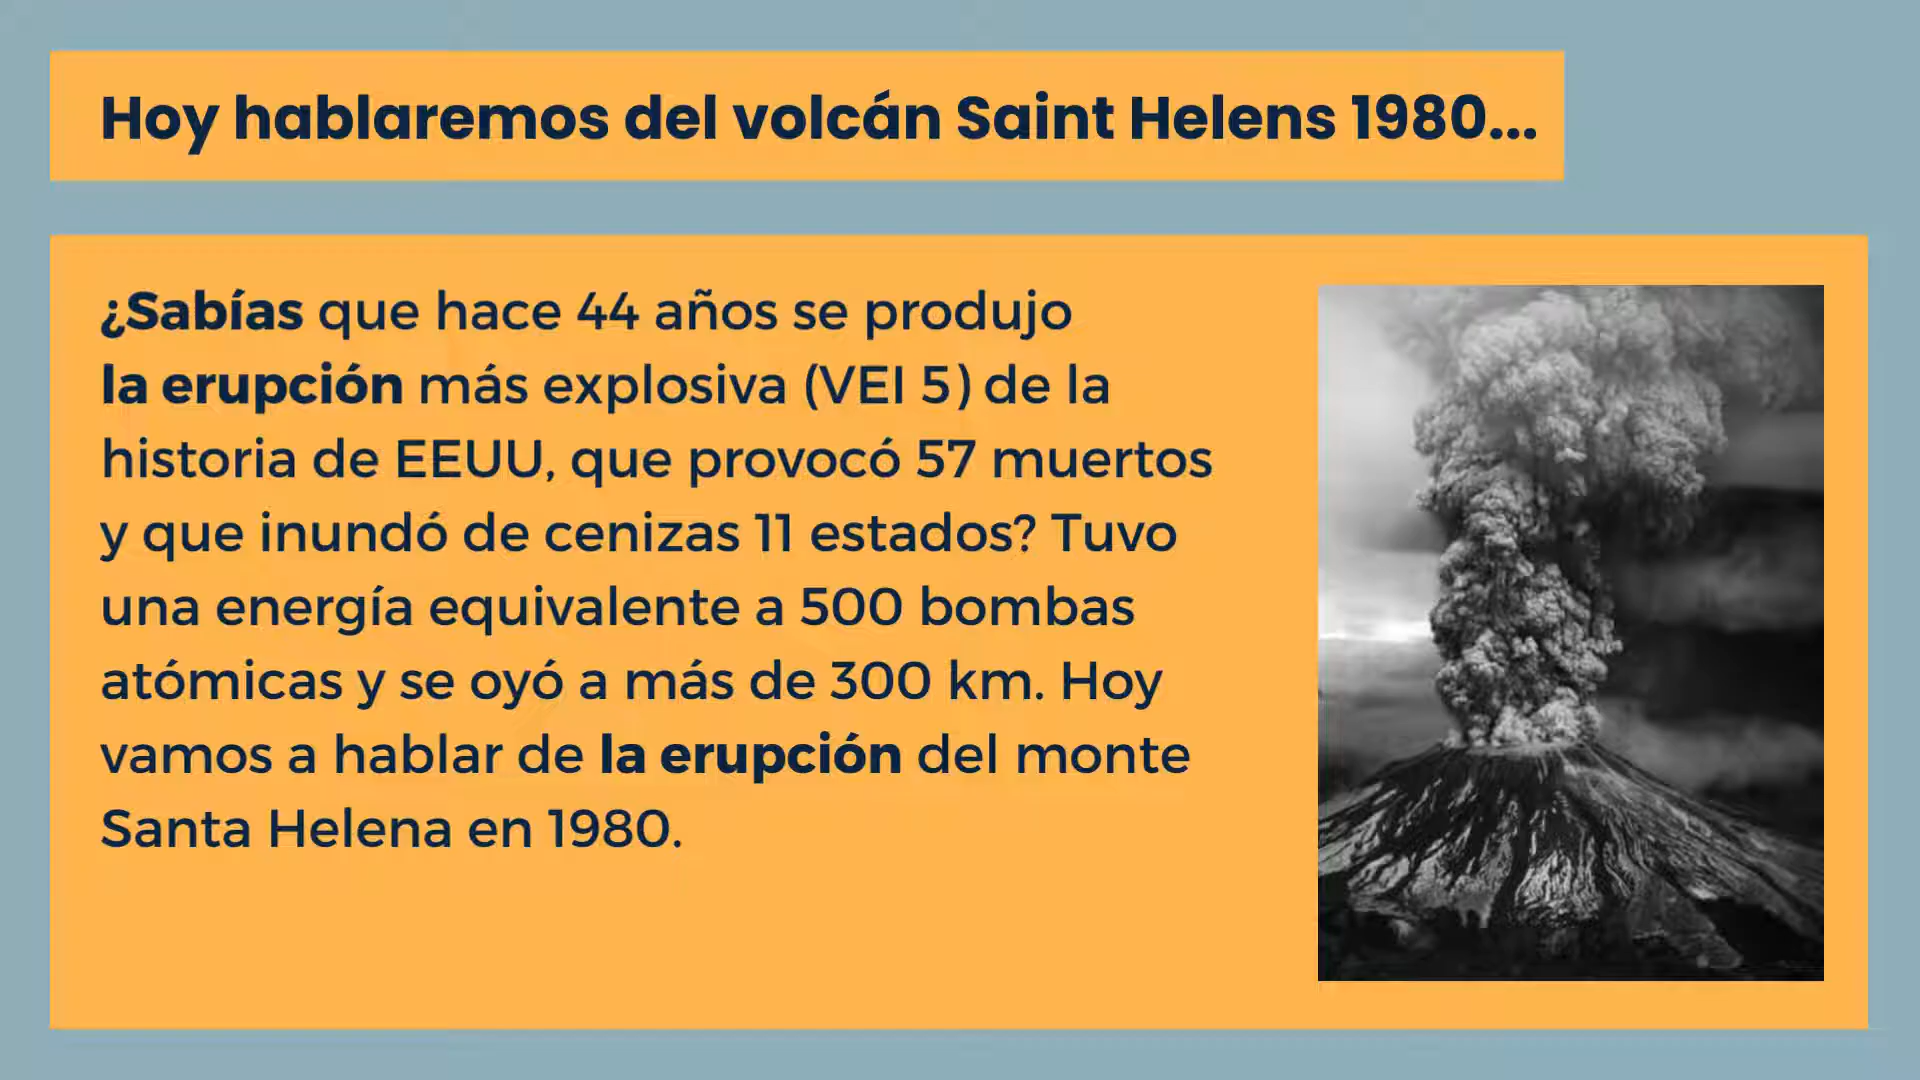 Hoy hablaremos del volcán Saint Helens 1980...
¿Sabías que hace 44 años se produjo
la erupción más explosiva (VEI 5) de la
historia de EEUU, que provocó 57 muertos
y que inundó de cenizas 11 estados? Tuvo
una energía equivalente a 500 bombas
atómicas y se oyó a más de 300 km. Hoy
vamos a hablar de la erupción del monte
Santa Helena en 1980.